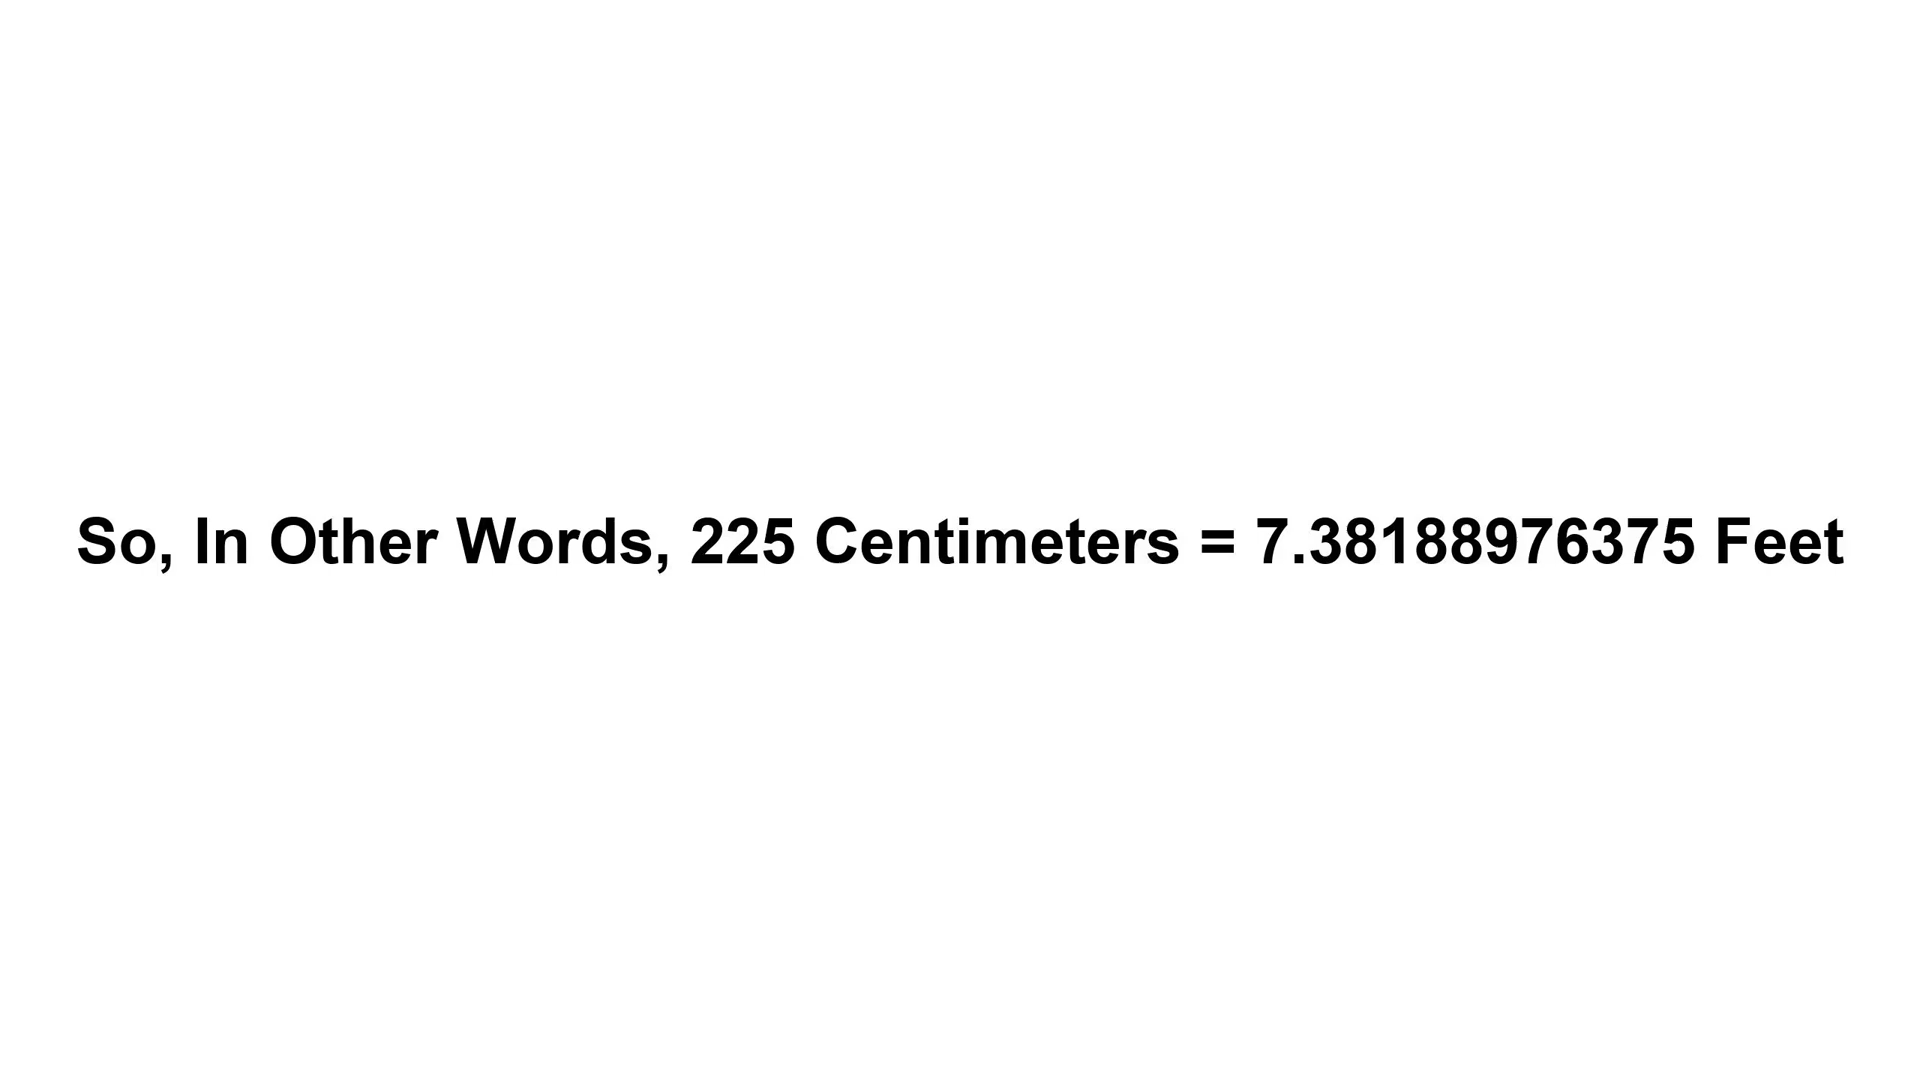 So, In Other Words, 225 Centimeters = 7.38188976375 Feet